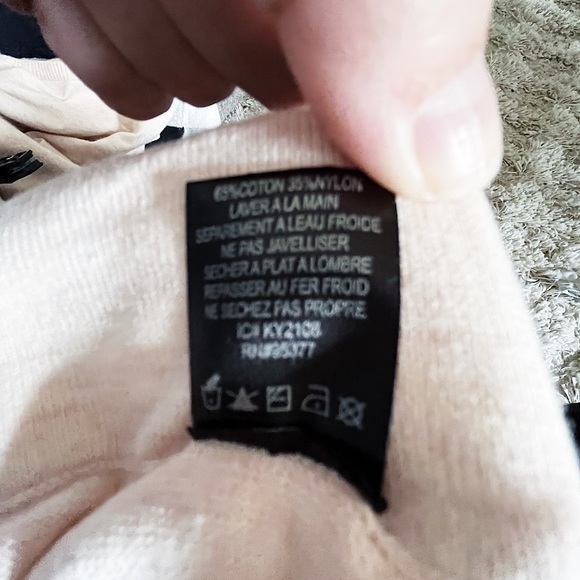 65%COTON 35%NYLON
LAVER A LA MAIN
SEPAREMENT A LEAU FROIDE
NE PAS JAVELLISER
SECHER A PLAT A LOMBRE
REPASSER AU FER FROID
NE SECHEZ PAS PROPRE
IC# KY2108
RN#95377